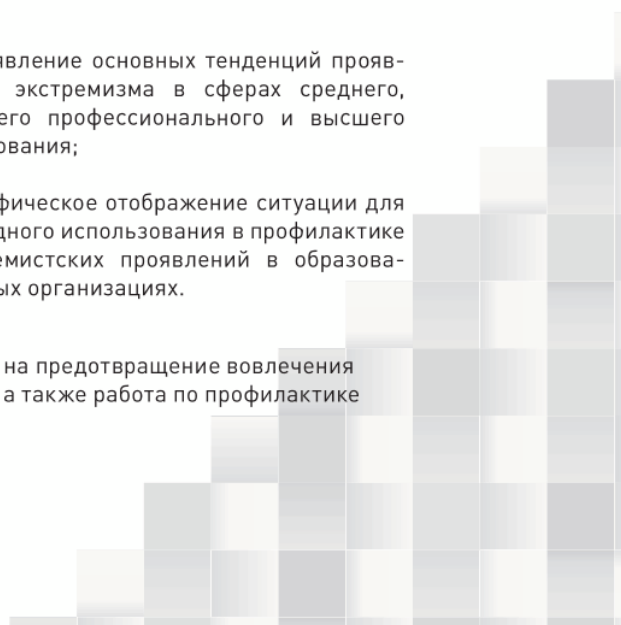 явление основных тенденций прояв-
экстремизма в сферах среднего,
его профессионального и высшего
ования;
фическое отображение ситуации для
дного использования в профилактике
емистских проявлений в образова-
ых организациях.
на предотвращение вовлечения
а также работа по профилактике